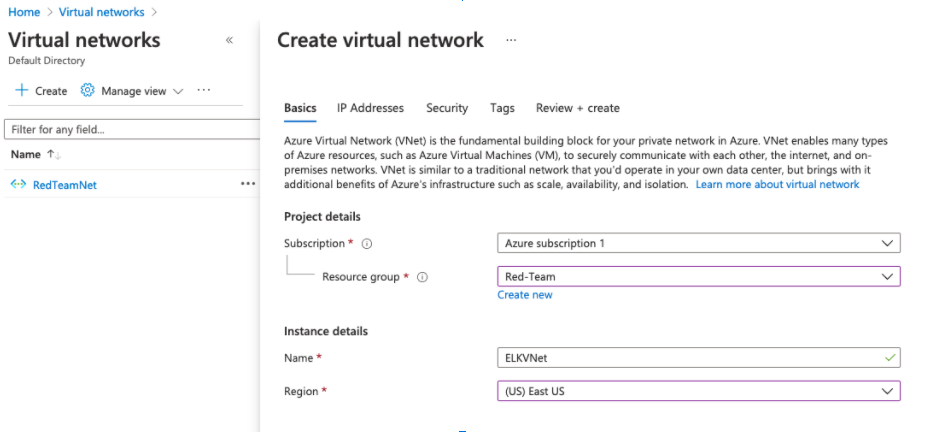 Home > Virtual networks >
Virtual networks «
Default Directory
+ Create Manage view ...
Filter for any field...
Name ↑↓
RedTeamNet ...
Create virtual network ...
Basics IP Addresses Security Tags Review + create
Azure Virtual Network (VNet) is the fundamental building block for your private network in Azure. VNet enables many types
of Azure resources, such as Azure Virtual Machines (VM), to securely communicate with each other, the internet, and on-
premises networks. VNet is similar to a traditional network that you'd operate in your own data center, but brings with it
additional benefits of Azure's infrastructure such as scale, availability, and isolation. Learn more about virtual network
Project details
Subscription * Azure subscription 1
Resource group * Red-Team
Create new
Instance details
Name * ELKVNet
Region * (US) East US